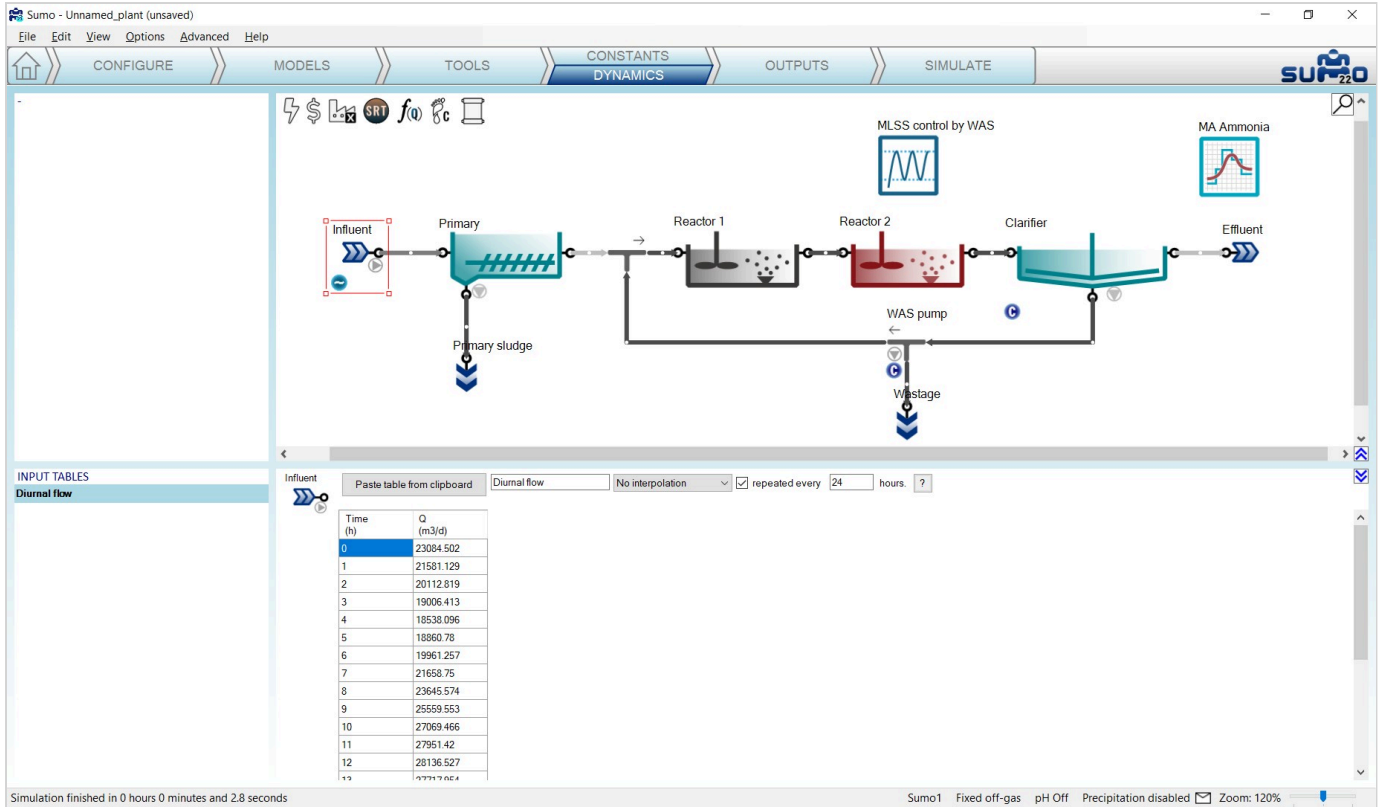 Sumo - Unnamed_plant (unsaved)
File Edit View Options Advanced Help
CONFIGURE MODELS TOOLS CONSTANTS DYNAMICS OUTPUTS SIMULATE
SUMO 22
-
$ SRT f(Q) C
MLSS control by WAS
MA Ammonia
Influent
Primary
Reactor 1
Reactor 2
Clarifier
Effluent
WAS pump
C
C
Primary sludge
Wastage
INPUT TABLES
Diurnal flow
Influent
Paste table from clipboard Diurnal flow No interpolation repeated every 24 hours. ?
Time (h) Q (m3/d)
0 23084.502
1 21581.129
2 20112.819
3 19006.413
4 18538.096
5 18860.78
6 19961.257
7 21658.75
8 23645.574
9 25559.553
10 27069.466
11 27951.42
12 28136.527
13 27717.954
Simulation finished in 0 hours 0 minutes and 2.8 seconds
Sumo1 Fixed off-gas pH Off Precipitation disabled Zoom: 120%